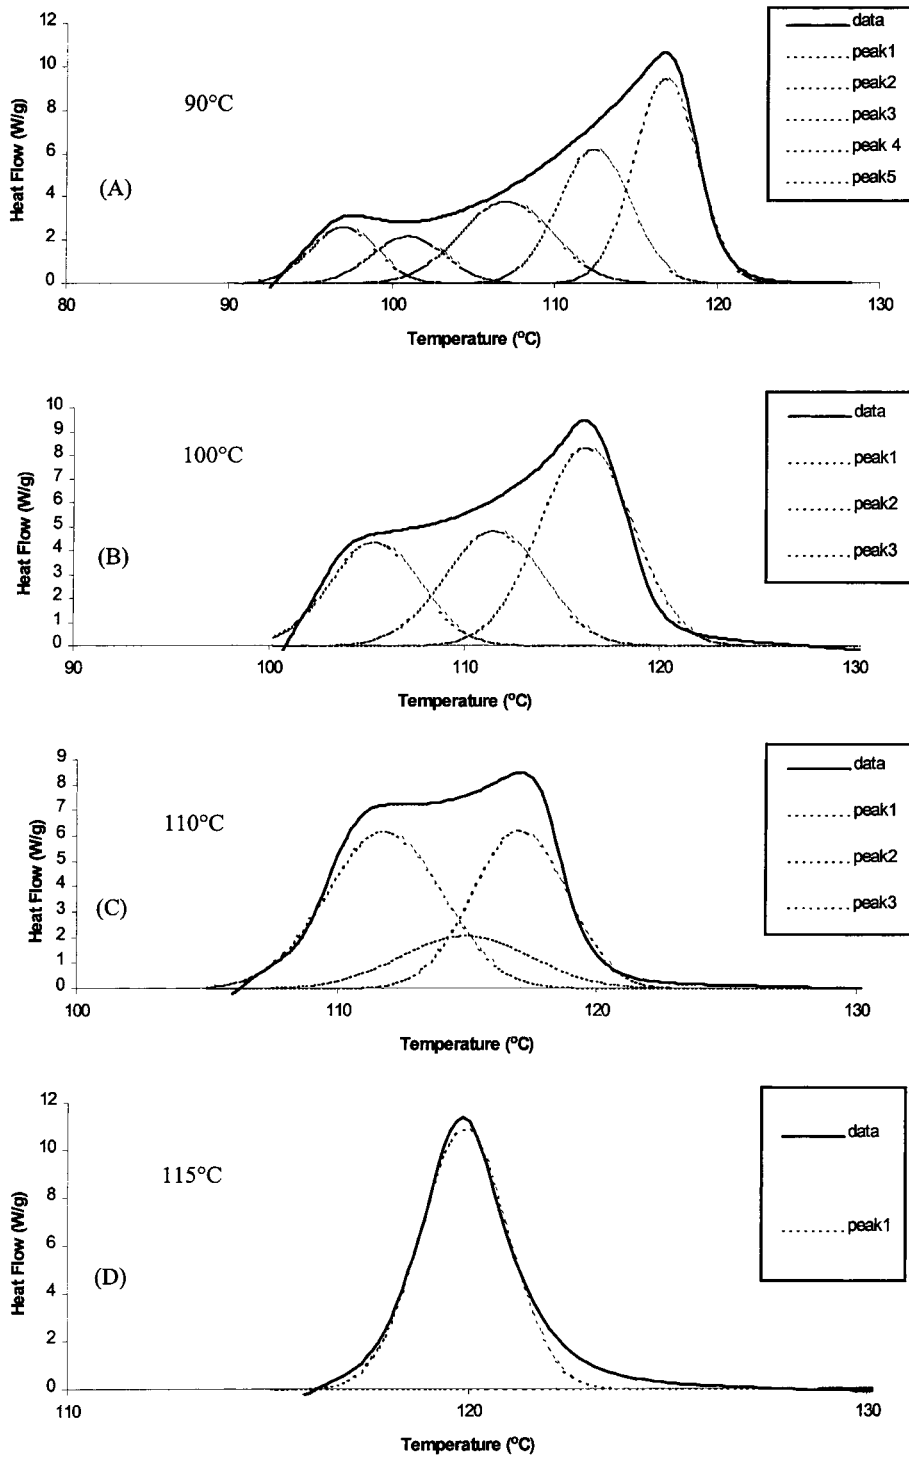 12
10
8
6
4
2
0
Heat Flow (W/g)
90°C
(A)
80
90
100
110
120
130
Temperature (°C)
data
peak1
peak2
peak3
peak 4
peak5
10
9
8
7
6
5
4
3
2
1
0
Heat Flow (W/g)
100°C
(B)
90
100
110
120
130
Temperature (°C)
data
peak1
peak2
peak3
9
8
7
6
5
4
3
2
1
0
Heat Flow (W/g)
110°C
(C)
100
110
120
130
Temperature (°C)
data
peak1
peak2
peak3
12
10
8
6
4
2
0
Heat Flow (W/g)
115°C
(D)
110
120
130
Temperature (°C)
data
peak1